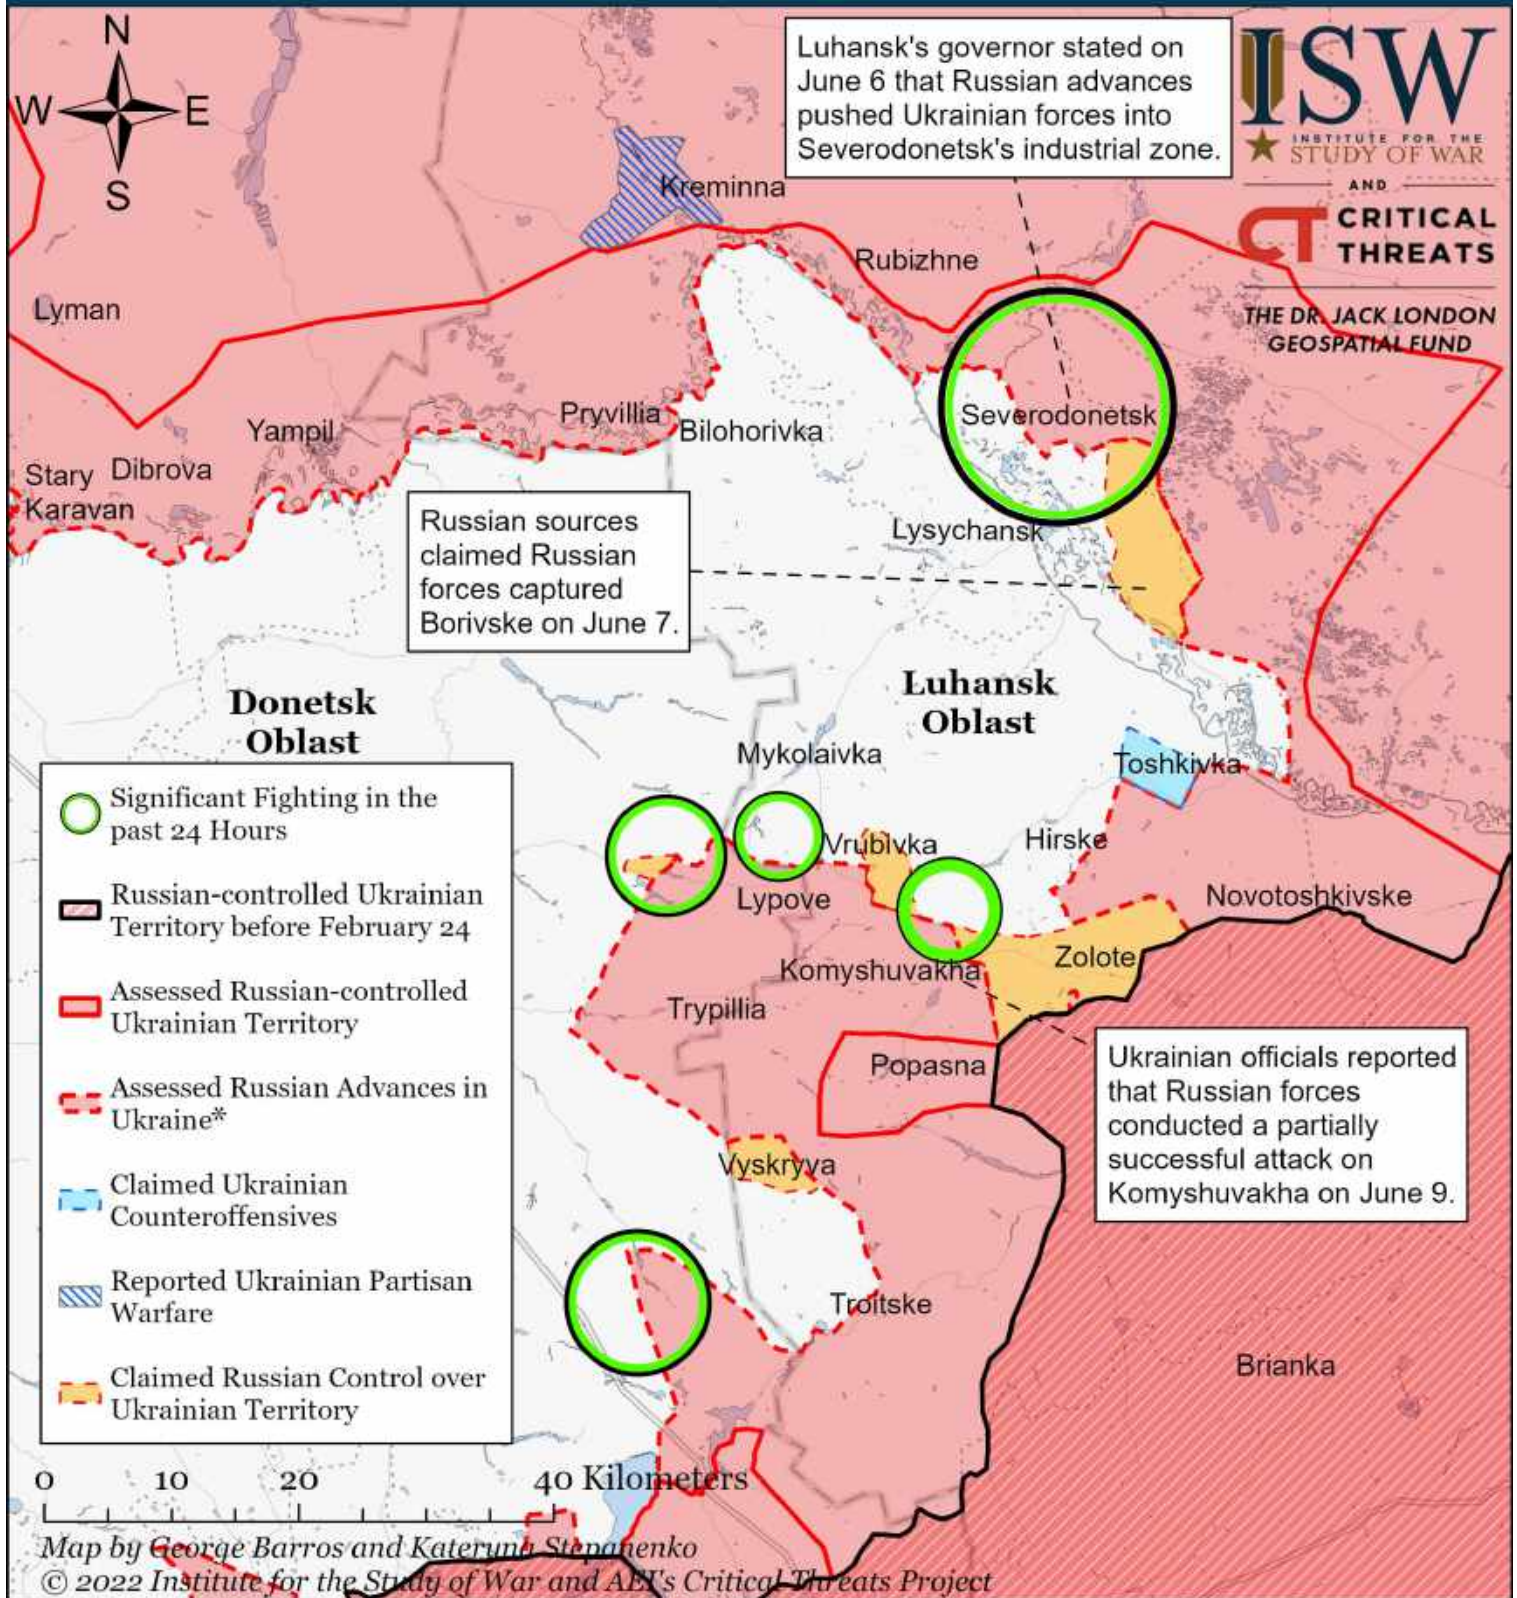 N
W E
S
Luhansk's governor stated on
June 6 that Russian advances
pushed Ukrainian forces into
Severodonetsk's industrial zone.
ISW
INSTITUTE FOR THE
STUDY OF WAR
AND
CT CRITICAL
THREATS
THE DR. JACK LONDON
GEOSPATIAL FUND
Kreminna
Rubizhne
Lyman
Severodonetsk
Pryvillia
Bilohorivka
Yampil
Stary
Karavan
Dibrova
Lysychansk
Russian sources
claimed Russian
forces captured
Borivske on June 7.
Donetsk
Oblast
Luhansk
Oblast
Mykolaivka
Toshkivka
Vrubivka
Hirske
Lypove
Novotoshkivske
Komyshuvakha
Zolote
Trypillia
Popasna
Ukrainian officials reported
that Russian forces
conducted a partially
successful attack on
Komyshuvakha on June 9.
Vyskryva
Troitske
Brianka
Significant Fighting in the
past 24 Hours
Russian-controlled Ukrainian
Territory before February 24
Assessed Russian-controlled
Ukrainian Territory
Assessed Russian Advances in
Ukraine*
Claimed Ukrainian
Counteroffensives
Reported Ukrainian Partisan
Warfare
Claimed Russian Control over
Ukrainian Territory
0 10 20 40 Kilometers
Map by George Barros and Kateryna Stepanenko
© 2022 Institute for the Study of War and AEI's Critical Threats Project